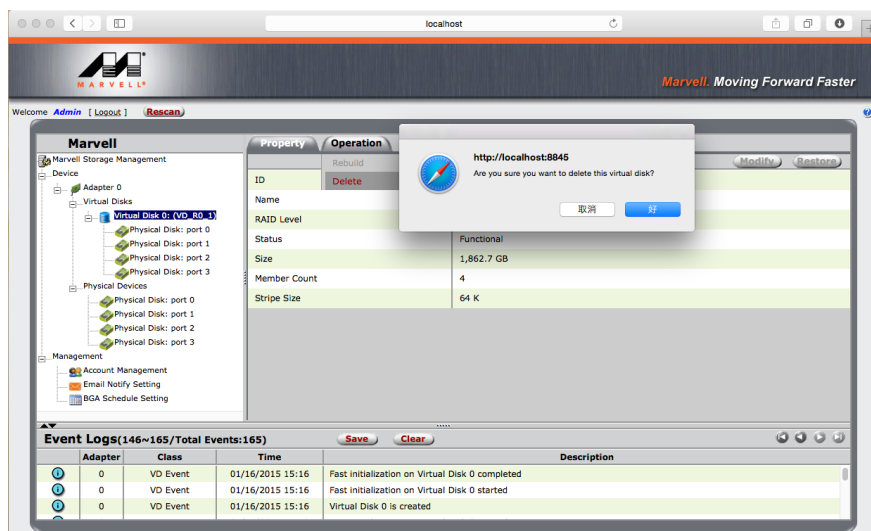 localhost
MARVELL®
Marvell. Moving Forward Faster
Welcome Admin [ Logout ] Rescan
Marvell
Marvell Storage Management
Device
Adapter 0
Virtual Disks
Virtual Disk 0: (VD_R0_1)
Physical Disk: port 0
Physical Disk: port 1
Physical Disk: port 2
Physical Disk: port 3
Physical Devices
Physical Disk: port 0
Physical Disk: port 1
Physical Disk: port 2
Physical Disk: port 3
Management
Account Management
Email Notify Setting
BGA Schedule Setting
Property Operation
Rebuild
Delete
Modify Restore
http://localhost:8845
Are you sure you want to delete this virtual disk?
取消 好
ID
Name
RAID Level
Status Functional
Size 1,862.7 GB
Member Count 4
Stripe Size 64 K
Event Logs(146~165/Total Events:165) Save Clear
Adapter Class Time Description
0 VD Event 01/16/2015 15:16 Fast initialization on Virtual Disk 0 completed
0 VD Event 01/16/2015 15:16 Fast initialization on Virtual Disk 0 started
0 VD Event 01/16/2015 15:16 Virtual Disk 0 is created